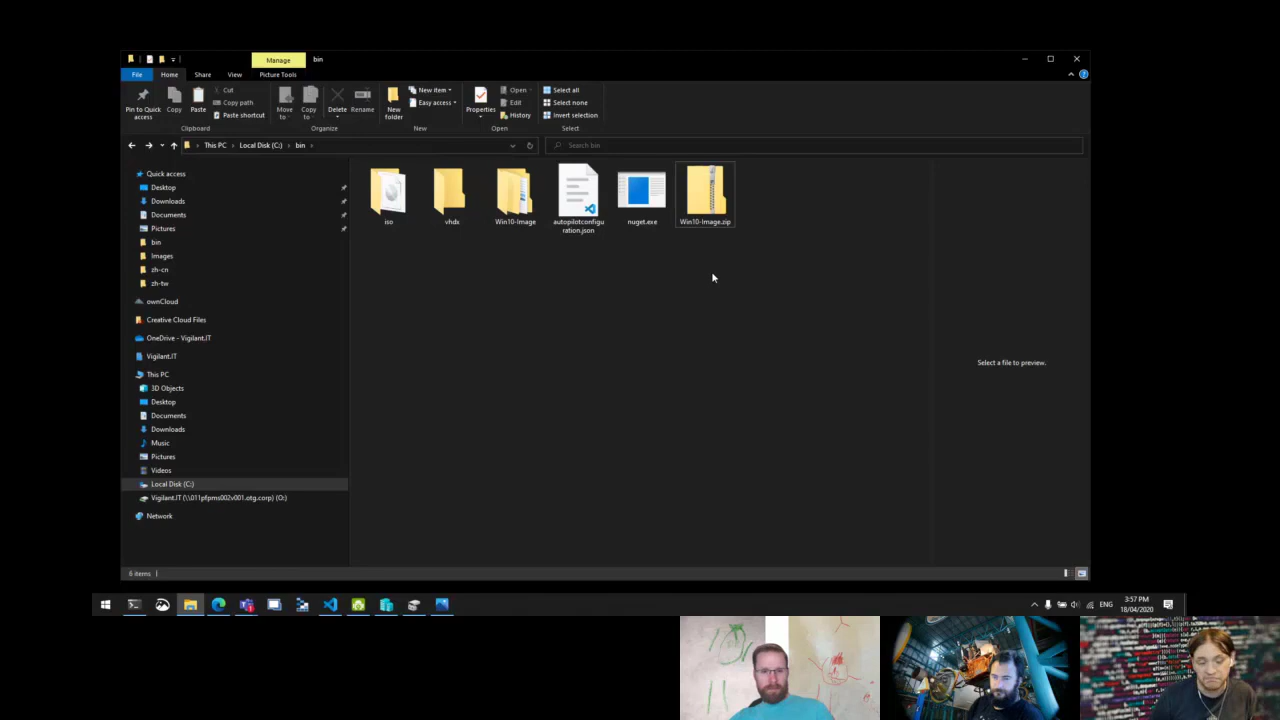 Manage
bin
File
Home
Share
View
Picture Tools
Pin to Quick
access
Copy
Paste
Cut
Copy path
Paste shortcut
Clipboard
Move
to
Copy
to
Delete
Rename
Organize
New
folder
New item
Easy access
New
Properties
Open
Edit
History
Open
Select all
Select none
Invert selection
Select
This PC
Local Disk (C:)
bin
Search bin
Quick access
Desktop
Downloads
Documents
Pictures
bin
Images
zh-cn
zh-tw
ownCloud
Creative Cloud Files
OneDrive - Vigilant.IT
Vigilant.IT
This PC
3D Objects
Desktop
Documents
Downloads
Music
Pictures
Videos
Local Disk (C:)
Vigilant.IT (\\011pfpms002v001.otg.corp) (O:)
Network
iso
vhdx
Win10-Image
autopilotconfigu
ration.json
nuget.exe
Win10-Image.zip
Select a file to preview.
6 items
ENG
3:57 PM
18/04/2020